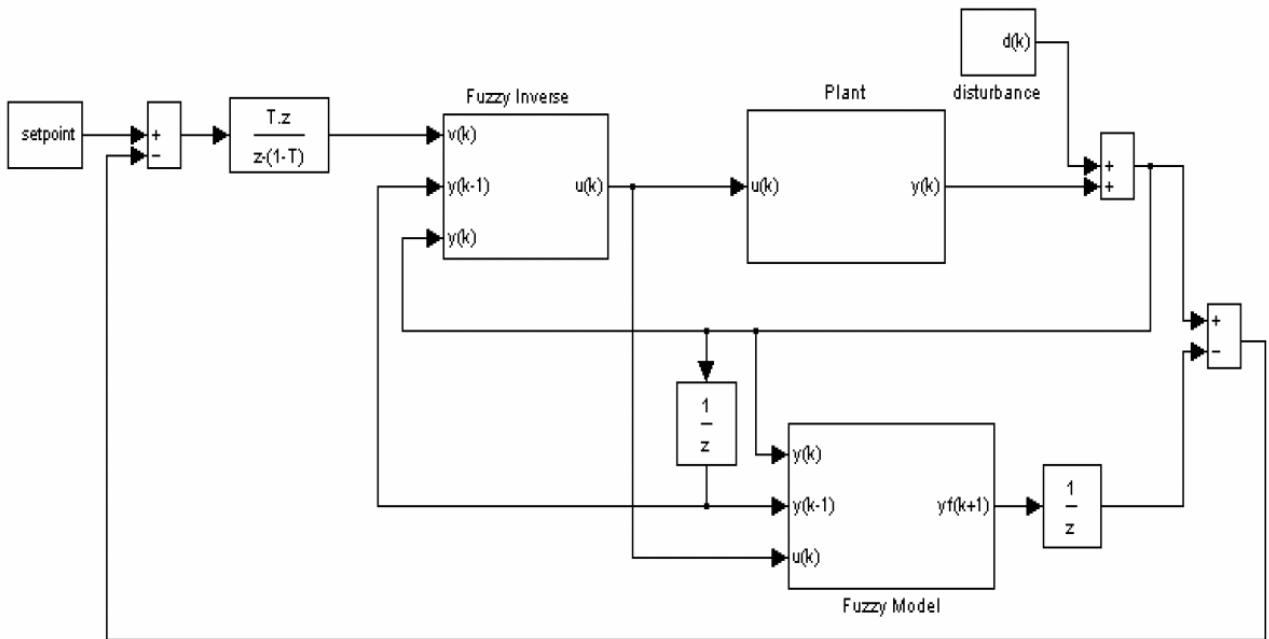 d(k)
disturbance
Fuzzy Inverse
Plant
setpoint
+
−
T.z
z-(1-T)
v(k)
y(k-1)
y(k)
u(k)
u(k)
y(k)
+
+
+
−
1
z
y(k)
y(k-1)
u(k)
yf(k+1)
1
z
Fuzzy Model